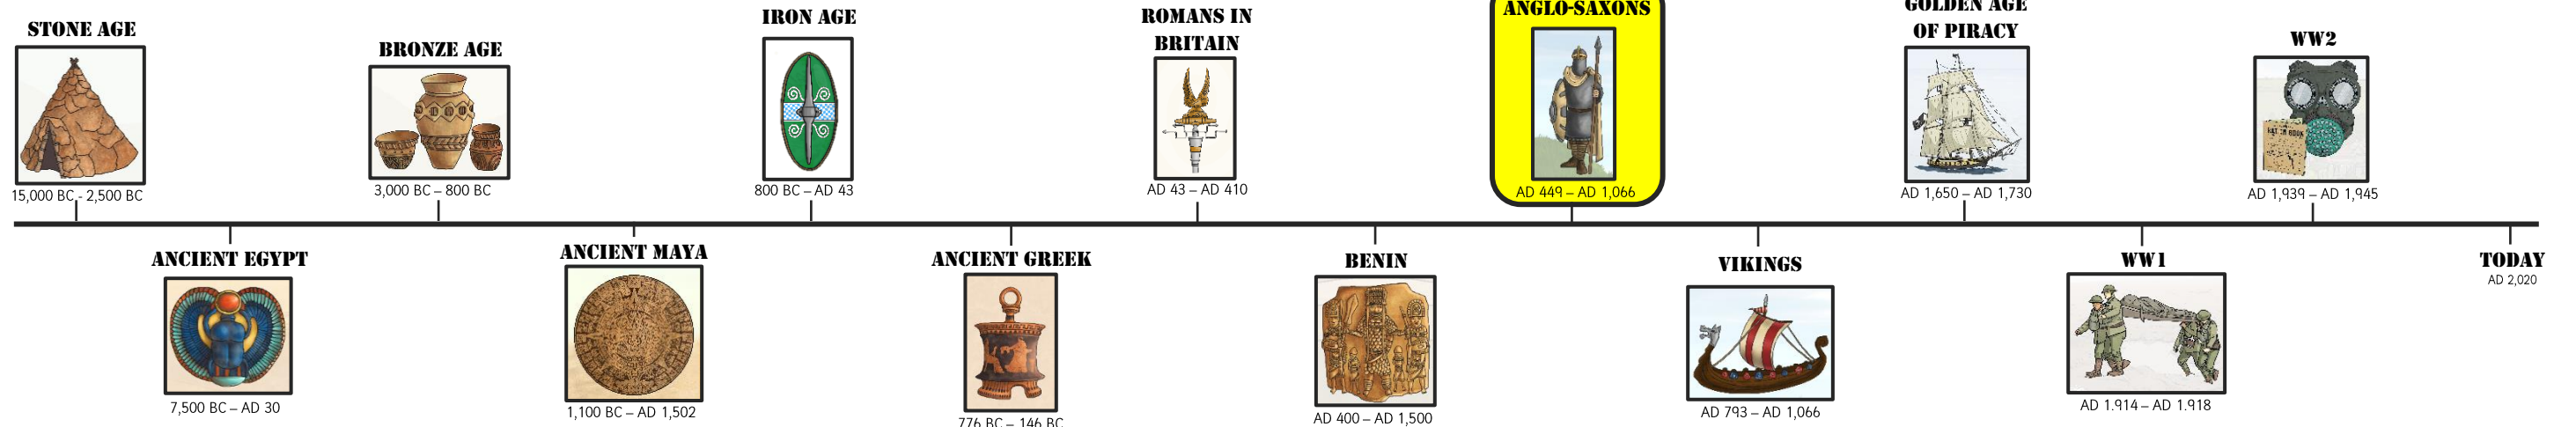 STONE AGE
15,000 BC - 2,500 BC
ANCIENT EGYPT
7,500 BC – AD 30
BRONZE AGE
3,000 BC – 800 BC
ANCIENT MAYA
1,100 BC – AD 1,502
IRON AGE
800 BC – AD 43
ANCIENT GREEK
776 BC – 146 BC
ROMANS IN
BRITAIN
AD 43 – AD 410
BENIN
AD 400 – AD 1,500
ANGLO-SAXONS
AD 449 – AD 1,066
VIKINGS
AD 793 – AD 1,066
GOLDEN AGE
OF PIRACY
AD 1,650 – AD 1,730
WW1
AD 1.914 – AD 1.918
WW2
AD 1,939 – AD 1,945
TODAY
AD 2,020